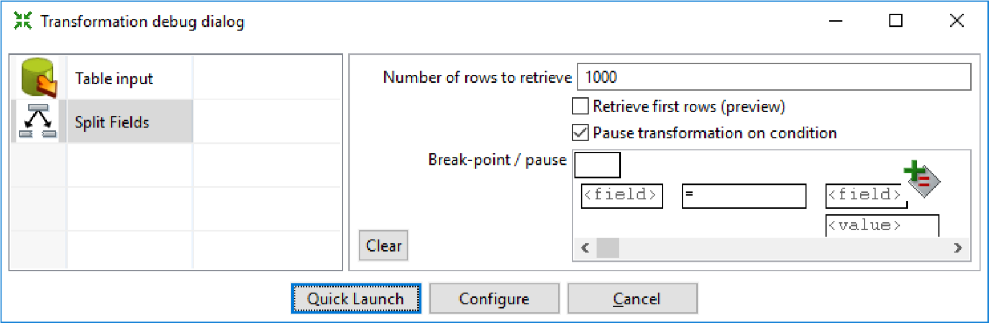 Transformation debug dialog
Table input
Split Fields
Number of rows to retrieve 1000
Retrieve first rows (preview)
Pause transformation on condition
Break-point / pause
<field> = <field>
<value>
Clear
Quick Launch Configure Cancel